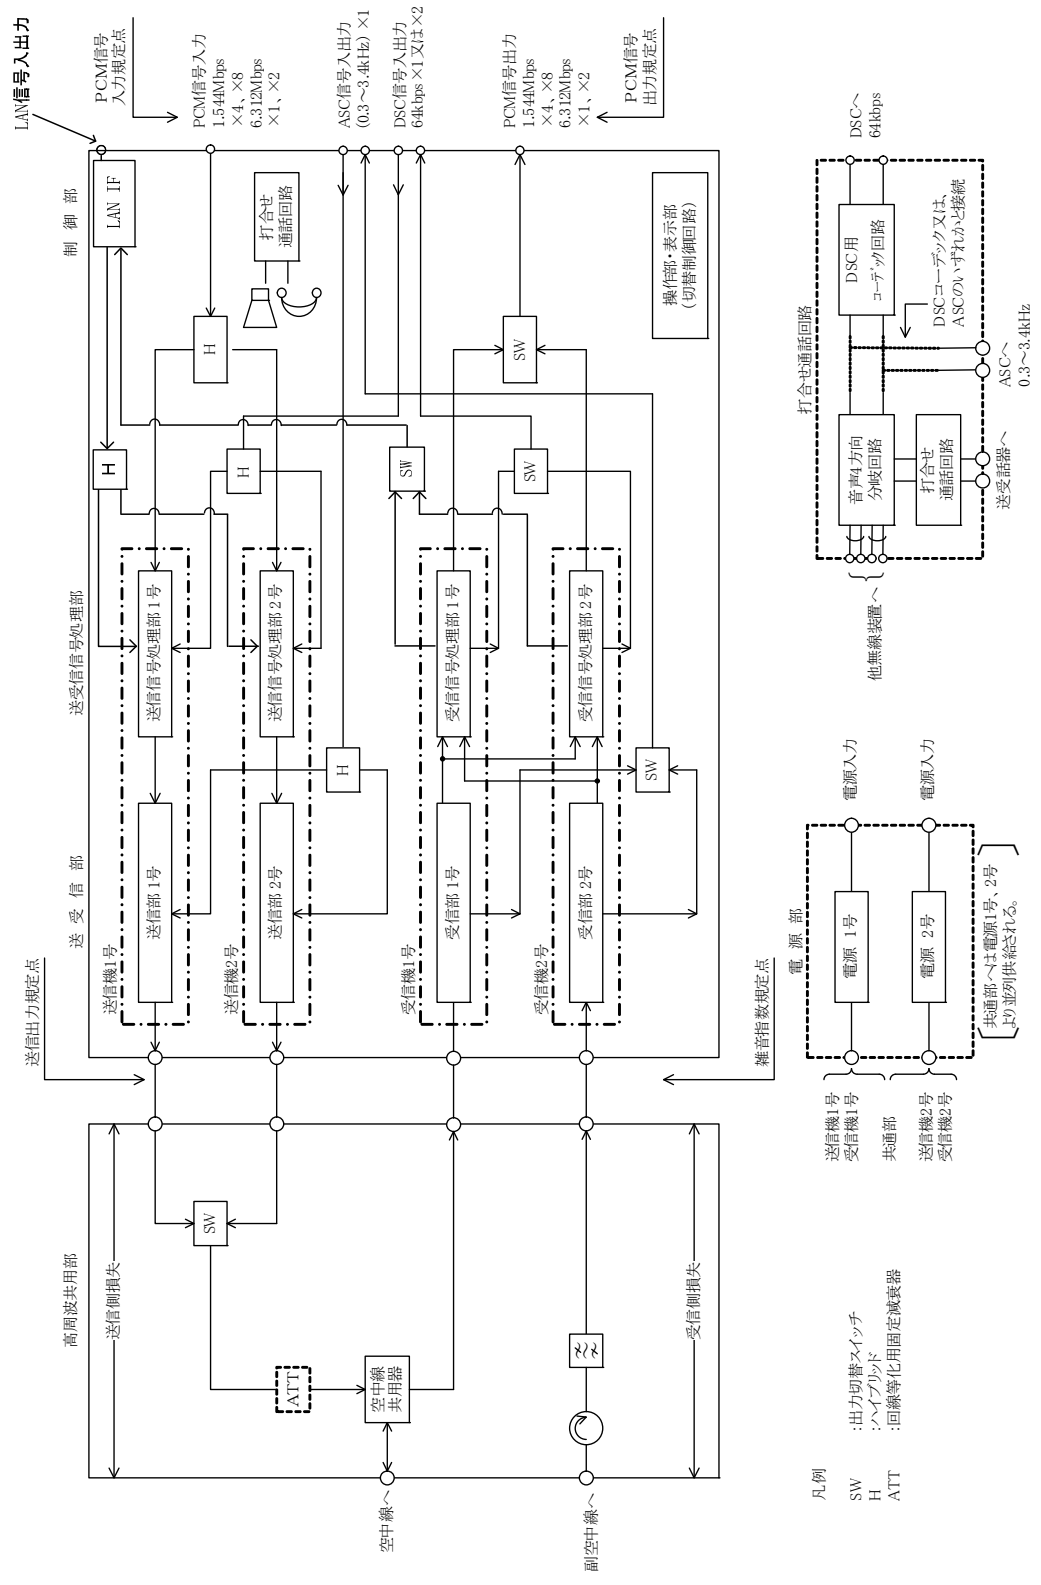 高周波共用部
送信側損失
SW
ATT
空中線
共用器
空中線へ
副空中線へ
受信側損失
送信出力規定点
雑音指数規定点
送受信部
送受信信号処理部
制御部
送信機1号
送信部1号
送信信号処理部1号
送信機2号
送信部2号
送信信号処理部2号
受信機1号
受信部1号
受信信号処理部1号
受信機2号
受信部2号
受信信号処理部2号
H
SW
H
H
SW
SW
H
SW
LAN IF
打合せ
通話回路
操作部・表示部
(切替制御回路)
LAN信号入出力
PCM信号
入力規定点
PCM信号入力
1.544Mbps
×4、×8
6.312Mbps
×1、×2
ASC信号入出力
(0.3～3.4kHz)×1
DSC信号入出力
64kbps×1又は×2
PCM信号出力
1.544Mbps
×4、×8
6.312Mbps
×1、×2
PCM信号
出力規定点
凡例
SW :出力切替スイッチ
H :ハイブリッド
ATT :回線等化用固定減衰器
電源部
電源 1号
電源 2号
電源入力
電源入力
送信機1号
受信機1号
共通部
送信機2号
受信機2号
共通部へは電源1号、2号
より並列供給される。
打合せ通話回路
音声4方向
分岐回路
DSC用
コーデック回路
打合せ
通話回路
DSCへ
64kbps
DSCコーデック又は、
ASCのいずれかと接続
ASCへ
0.3～3.4kHz
送受話器へ
他無線装置へ